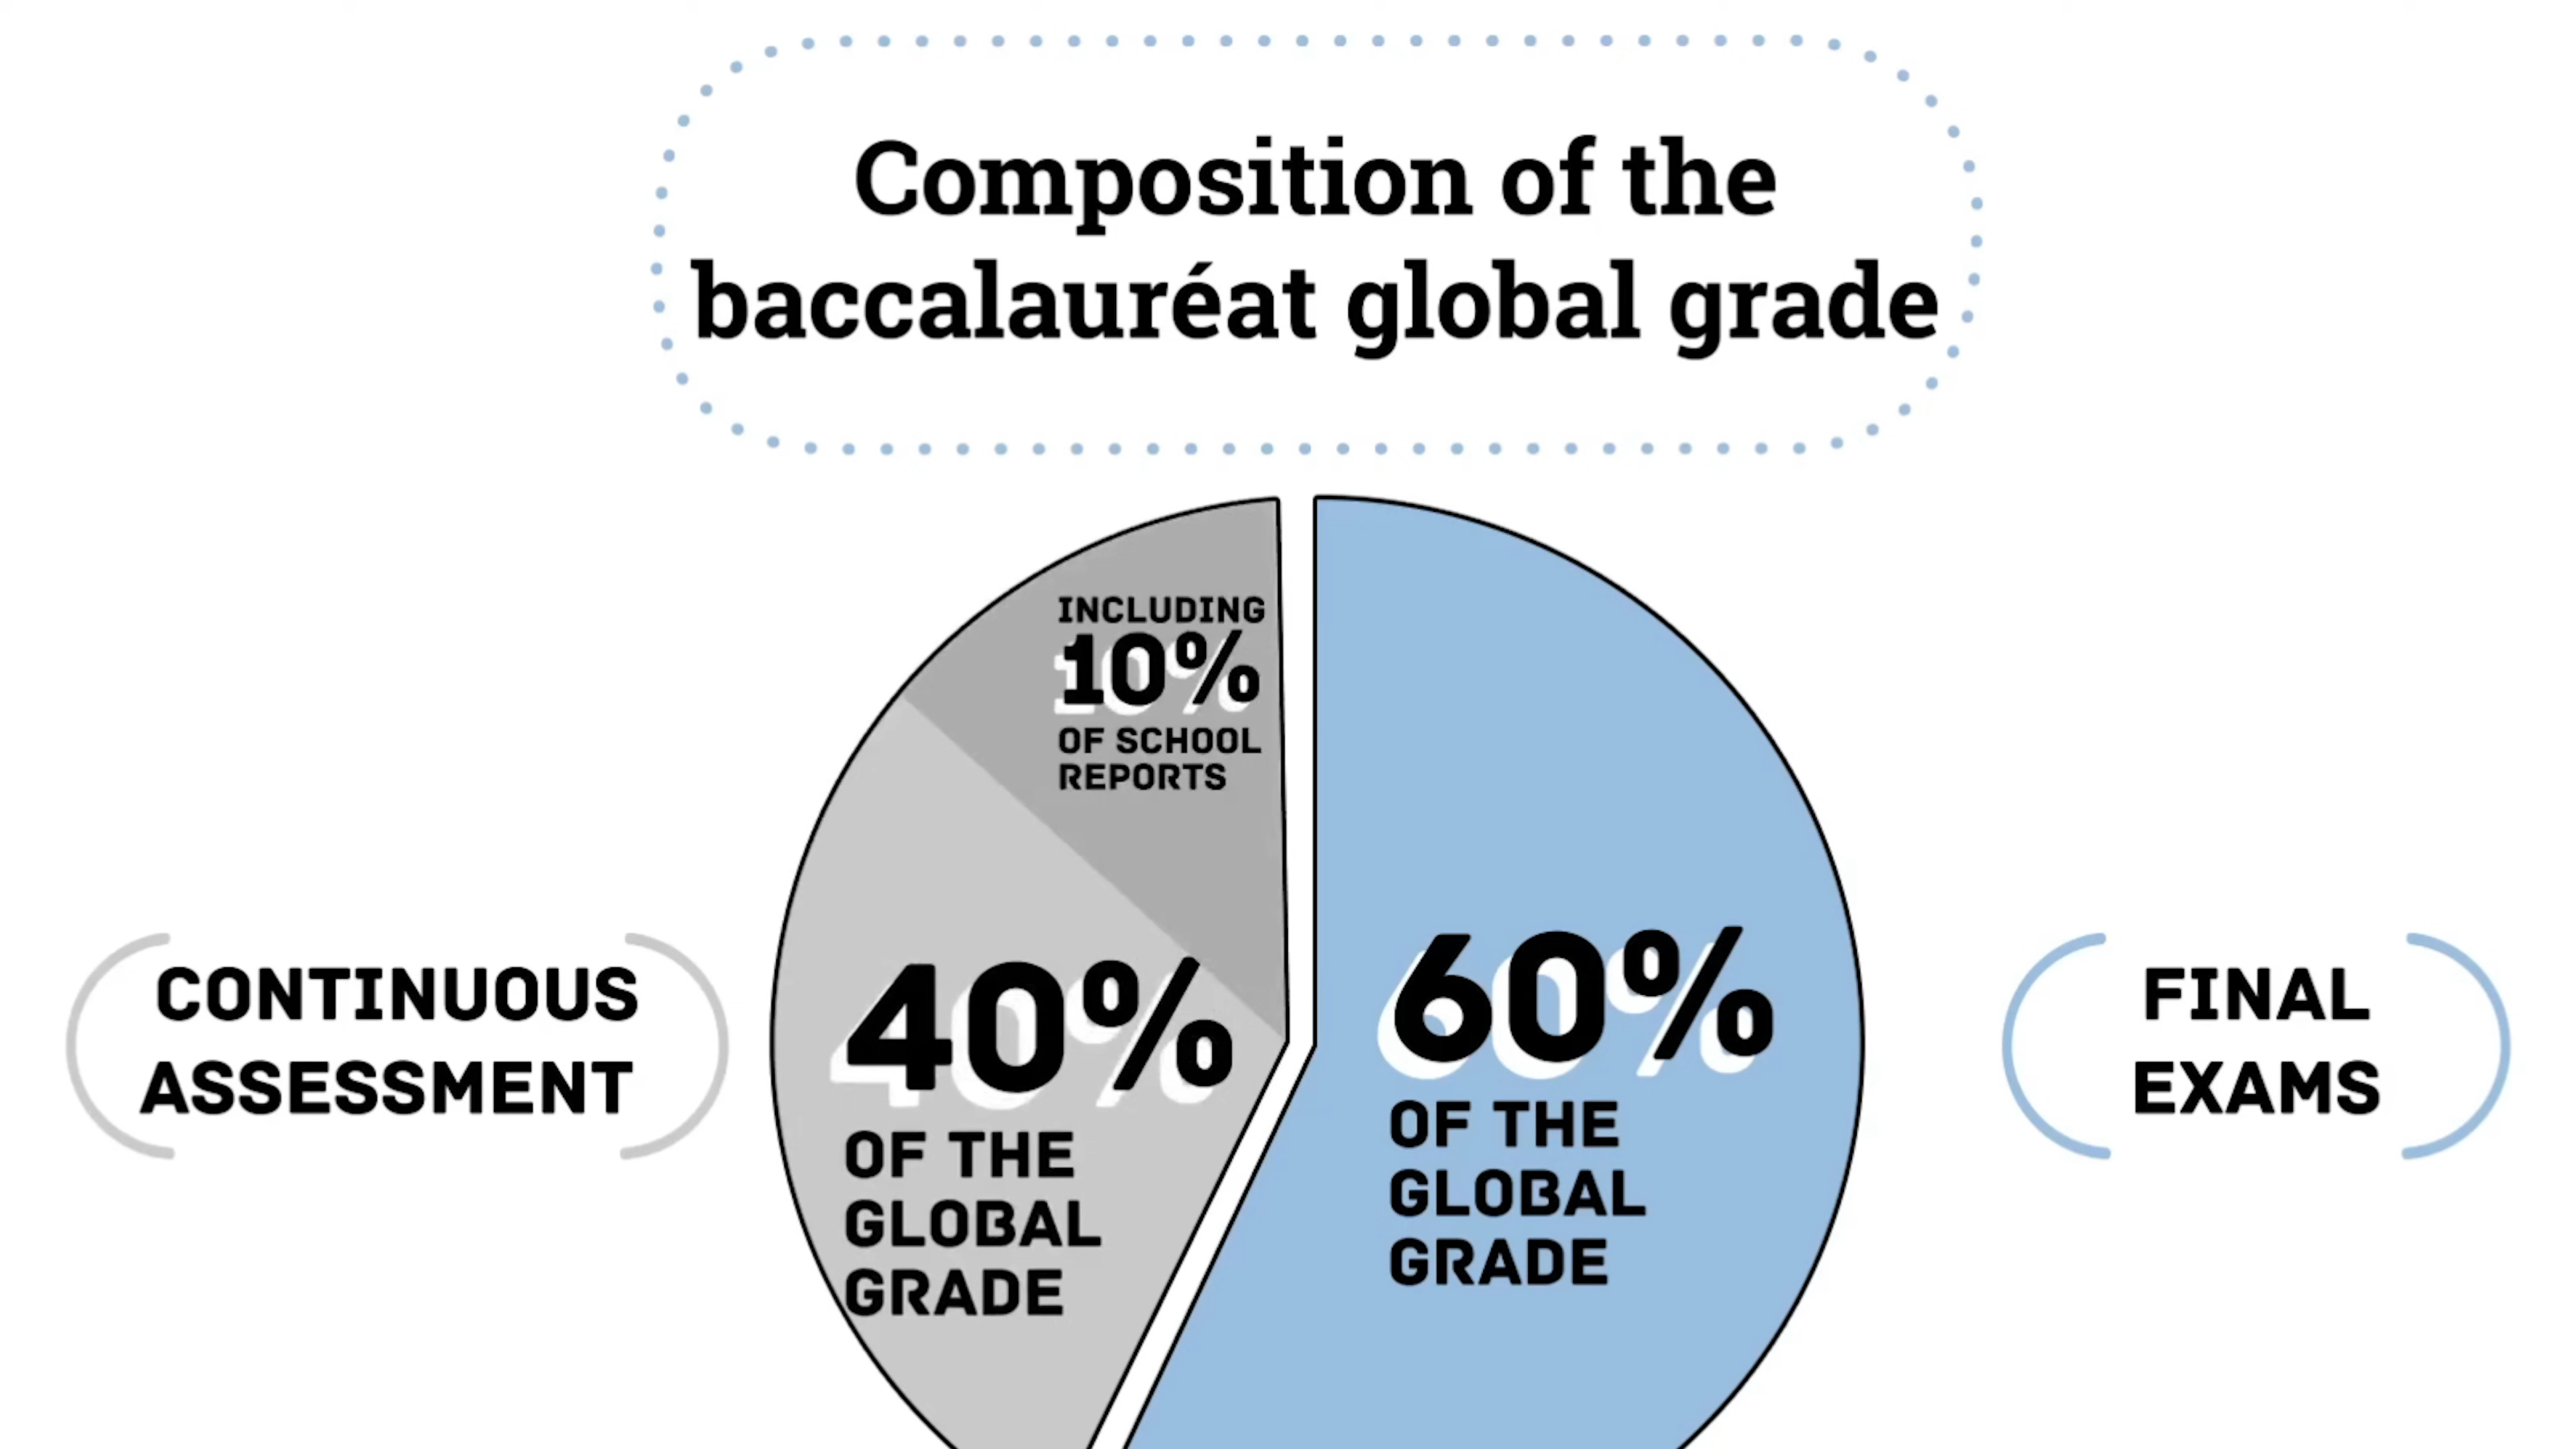 Composition of the
baccalauréat global grade
INCLUDING
10%
OF SCHOOL
REPORTS
CONTINUOUS
ASSESSMENT
40%
OF THE
GLOBAL
GRADE
60%
OF THE
GLOBAL
GRADE
FINAL
EXAMS